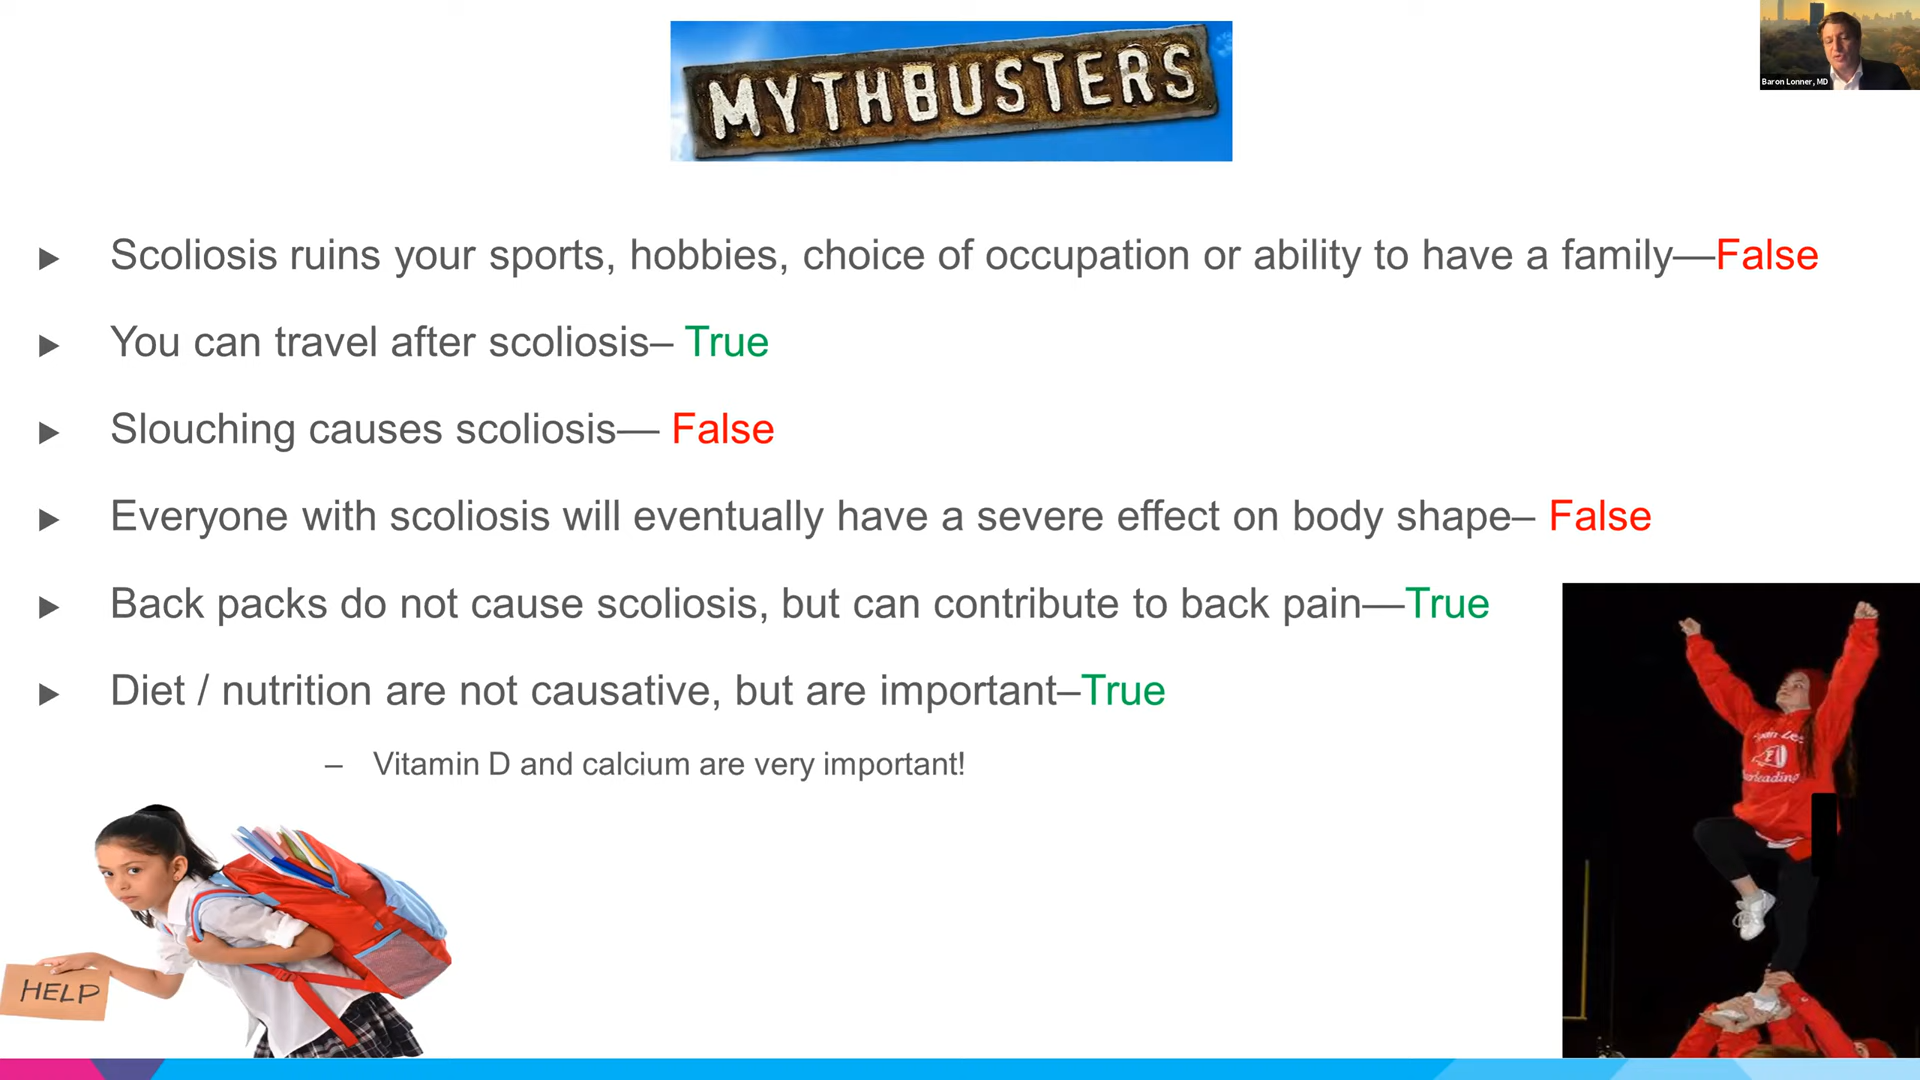 MYTHBUSTERS
Baron Lonner, MD
Scoliosis ruins your sports, hobbies, choice of occupation or ability to have a family—False
You can travel after scoliosis– True
Slouching causes scoliosis— False
Everyone with scoliosis will eventually have a severe effect on body shape– False
Back packs do not cause scoliosis, but can contribute to back pain—True
Diet / nutrition are not causative, but are important–True
– Vitamin D and calcium are very important!
HELP